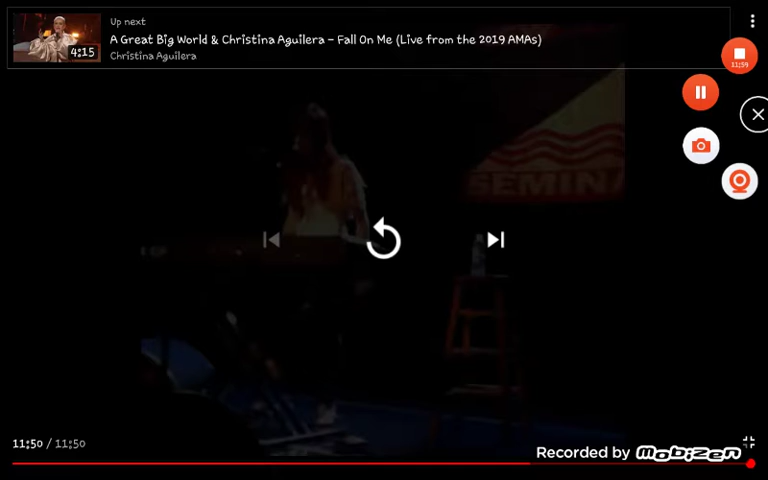 Up next
A Great Big World & Christina Aguilera – Fall On Me (Live from the 2019 AMAs)
Christina Aguilera
4:15
11:59
SEMIN
11:50 / 11:50
Recorded by Mobizen